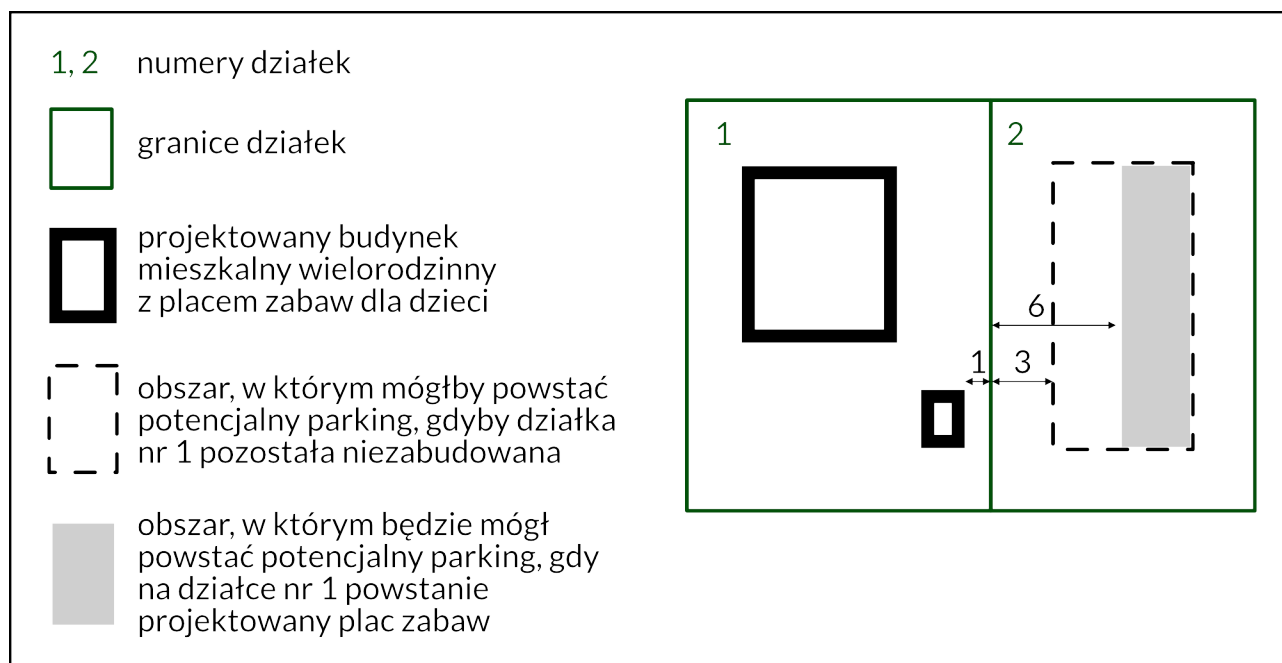 1, 2 numery działek
granice działek
projektowany budynek
mieszkalny wielorodzinny
z placem zabaw dla dzieci
obszar, w którym mógłby powstać
potencjalny parking, gdyby działka
nr 1 pozostała niezabudowana
obszar, w którym będzie mógł
powstać potencjalny parking, gdy
na działce nr 1 powstanie
projektowany plac zabaw
1
2
6
1
3